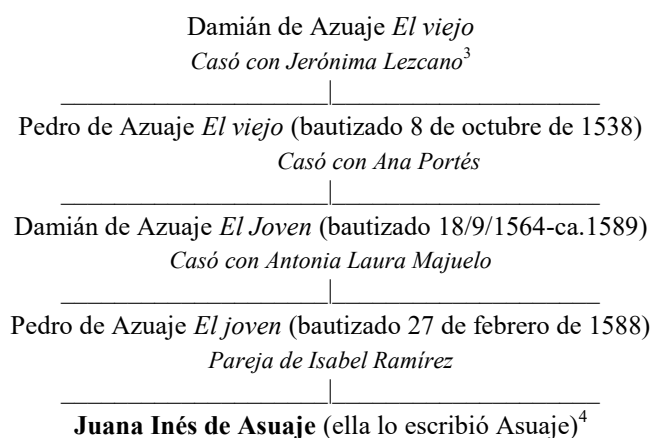 Damián de Azuaje El viejo
Casó con Jerónima Lezcano³
Pedro de Azuaje El viejo (bautizado 8 de octubre de 1538)
Casó con Ana Portés
Damián de Azuaje El Joven (bautizado 18/9/1564-ca.1589)
Casó con Antonia Laura Majuelo
Pedro de Azuaje El joven (bautizado 27 de febrero de 1588)
Pareja de Isabel Ramírez
Juana Inés de Asuaje (ella lo escribió Asuaje)⁴